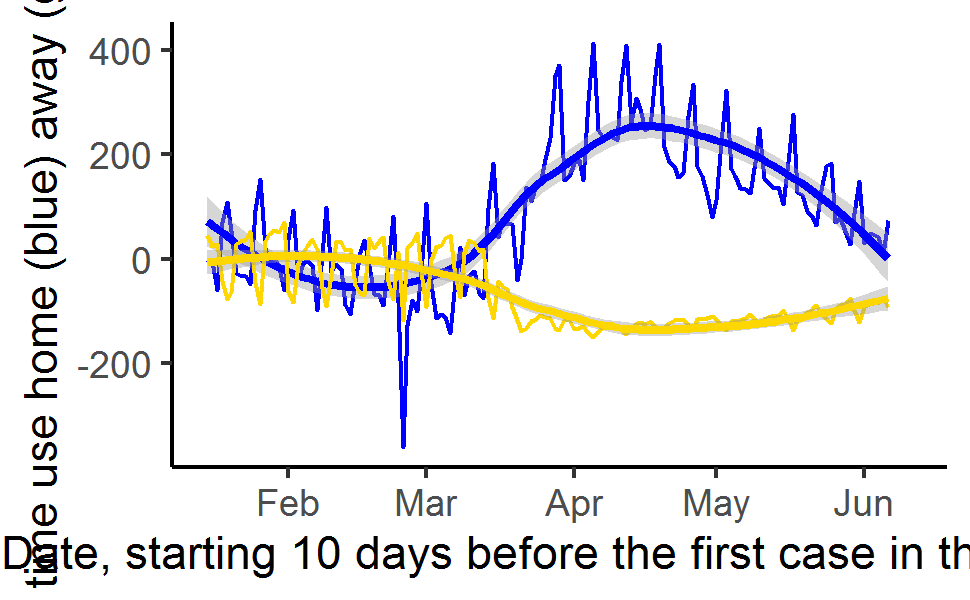 time use home (blue) away (g
400
200
0
-200
Feb Mar Apr May Jun
Date, starting 10 days before the first case in th